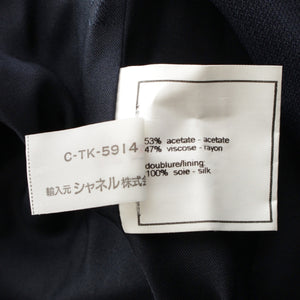 C-TK-5914
輸入元 シャネル株式
53% acetate - acetate
47% viscose - rayon
doublure/lining:
100% soie - silk